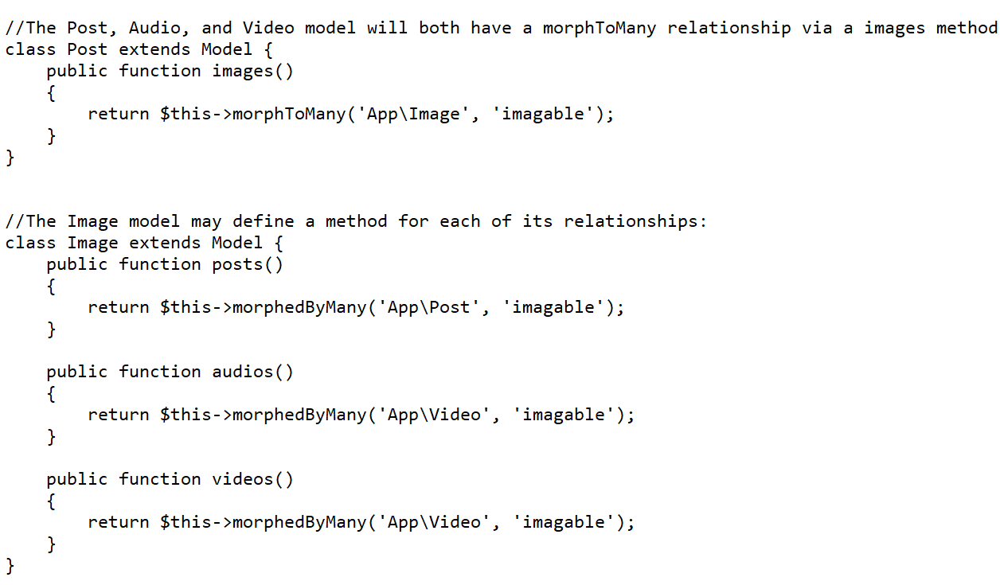 //The Post, Audio, and Video model will both have a morphToMany relationship via a images method
class Post extends Model {
    public function images()
    {
        return $this->morphToMany('App\Image', 'imagable');
    }
}

//The Image model may define a method for each of its relationships:
class Image extends Model {
    public function posts()
    {
        return $this->morphedByMany('App\Post', 'imagable');
    }

    public function audios()
    {
        return $this->morphedByMany('App\Video', 'imagable');
    }

    public function videos()
    {
        return $this->morphedByMany('App\Video', 'imagable');
    }
}